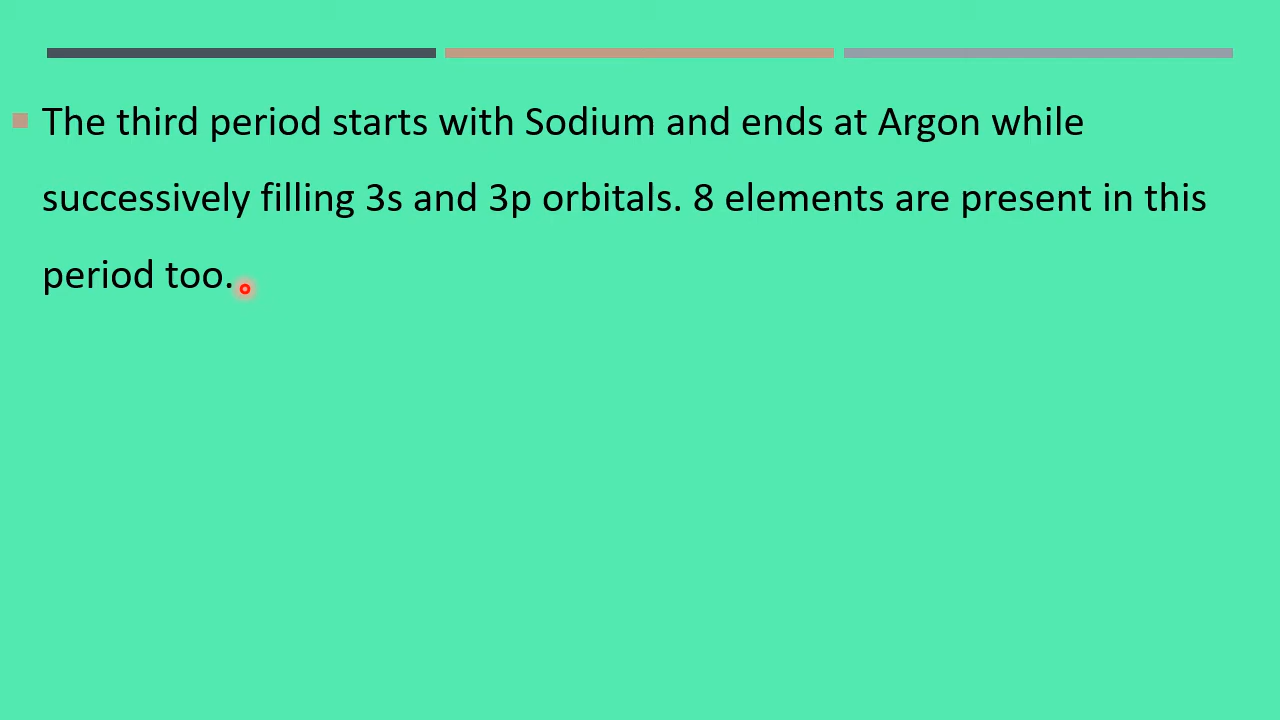 The third period starts with Sodium and ends at Argon while
successively filling 3s and 3p orbitals. 8 elements are present in this
period too.